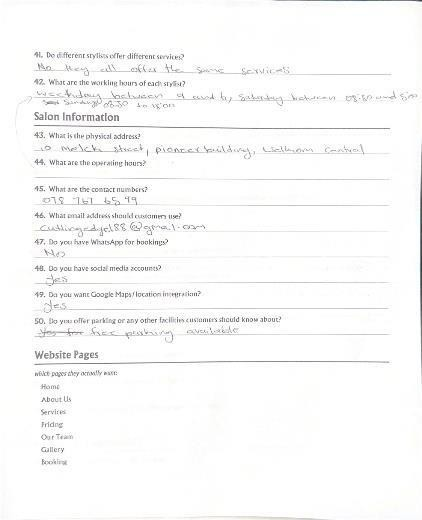 41. Do different stylists offer different services?
No they all offer the same services
42. What are the working hours of each stylist?
weekday between 9 and 6, Saturday between 08:30 and 5:00
Sunday 08:30 to 15:00
Salon Information
43. What is the physical address?
10 street, pioneer building, Welkom Central
44. What are the operating hours?
45. What are the contact numbers?
078 767 6599
46. What email address should customers use?
cuttingedge188@gmail.com
47. Do you have WhatsApp for bookings?
No
48. Do you have social media accounts?
yes
49. Do you want Google Maps/location integration?
yes
50. Do you offer parking or any other facilities customers should know about?
free parking available
Website Pages
which pages they actually want:
Home
About Us
Services
Pricing
Our Team
Gallery
Booking